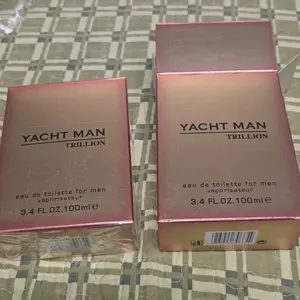 YACHT MAN
TRILLION
eau de toilette for men
vaporisateur
3.4 FL.OZ.100ml℮
YACHT MAN
TRILLION
eau de toilette for men
vaporisateur
3.4 FL.OZ.100ml℮